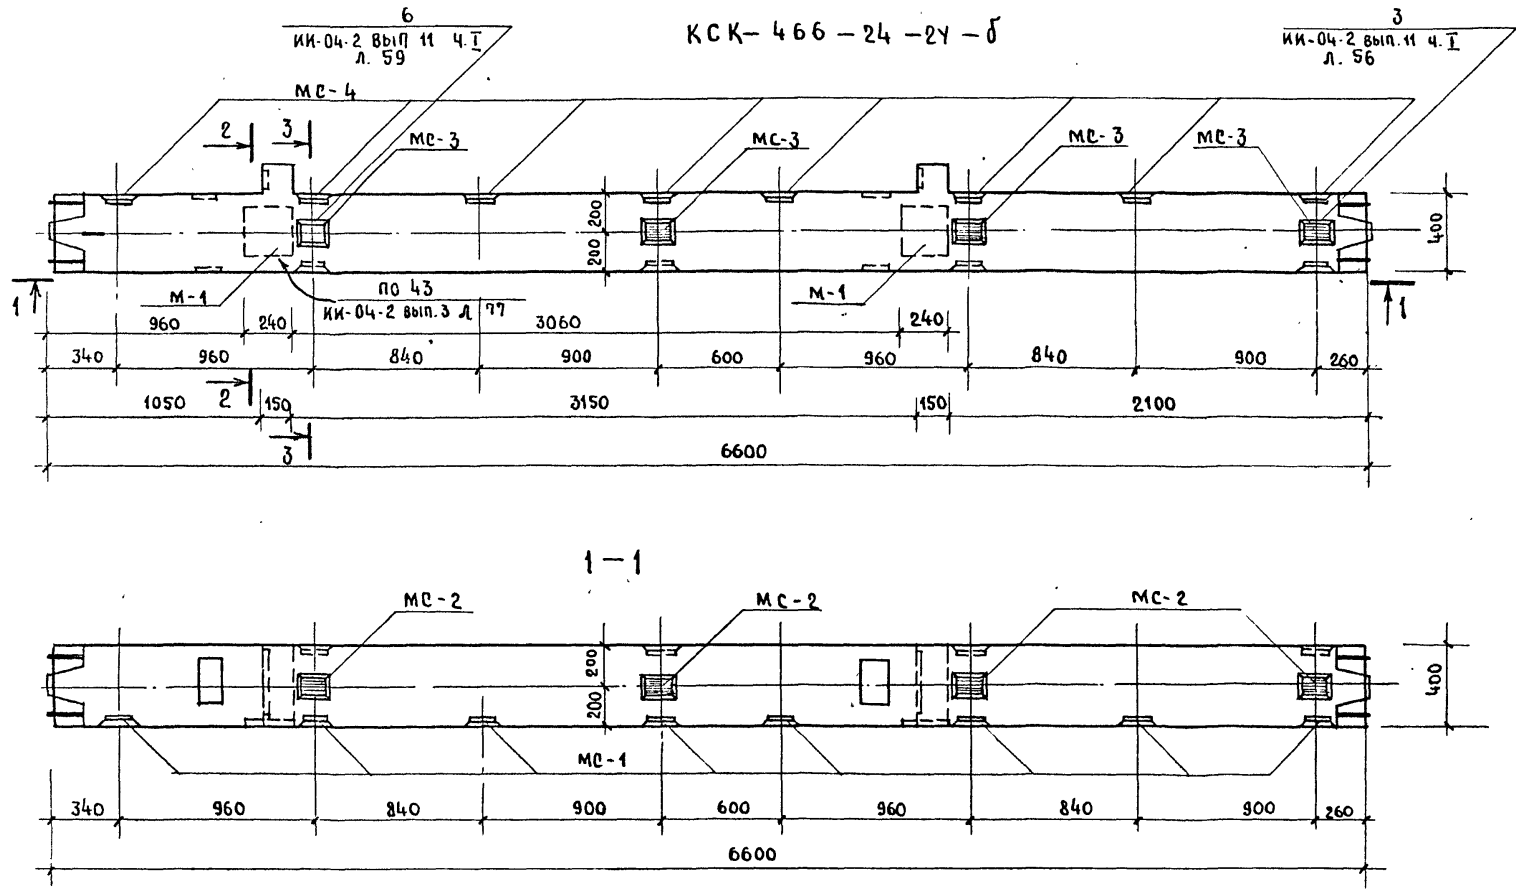 6
ИИ-04-2 ВЫП 11 Ч.I
Л. 59
КСК-466-24-2У-б
3
ИИ-04-2 ВЫП.11 Ч.I
Л. 56
МС-4
2
3
МС-3
МС-3
МС-3
МС-3
200
200
400
1
М-1
ПО 43
ИИ-04-2 ВЫП.3 Л 77
М-1
1
960
240
3060
240
340
960
840
900
600
960
840
900
260
2
1050
150
3150
150
2100
3
6600
1-1
МС-2
МС-2
МС-2
200
200
400
МС-1
340
960
840
900
600
960
840
900
260
6600